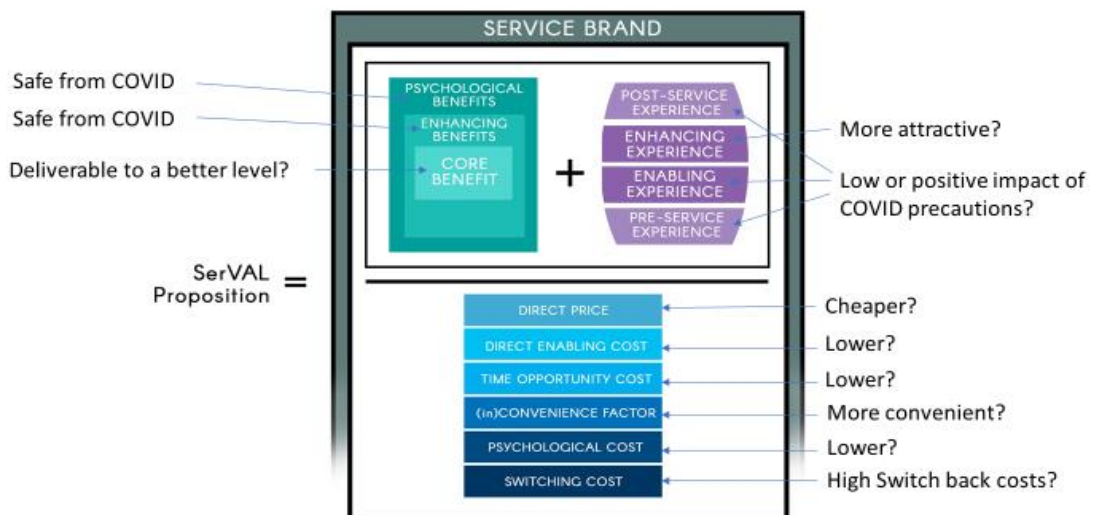 SERVICE BRAND
Safe from COVID
Safe from COVID
Deliverable to a better level?
PSYCHOLOGICAL
BENEFITS
ENHANCING
BENEFITS
CORE
BENEFIT
+
POST-SERVICE
EXPERIENCE
ENHANCING
EXPERIENCE
ENABLING
EXPERIENCE
PRE-SERVICE
EXPERIENCE
More attractive?
Low or positive impact of
COVID precautions?
SerVAL
Proposition
=
DIRECT PRICE
Cheaper?
DIRECT ENABLING COST
Lower?
TIME OPPORTUNITY COST
Lower?
(in)CONVENIENCE FACTOR
More convenient?
PSYCHOLOGICAL COST
Lower?
SWITCHING COST
High Switch back costs?